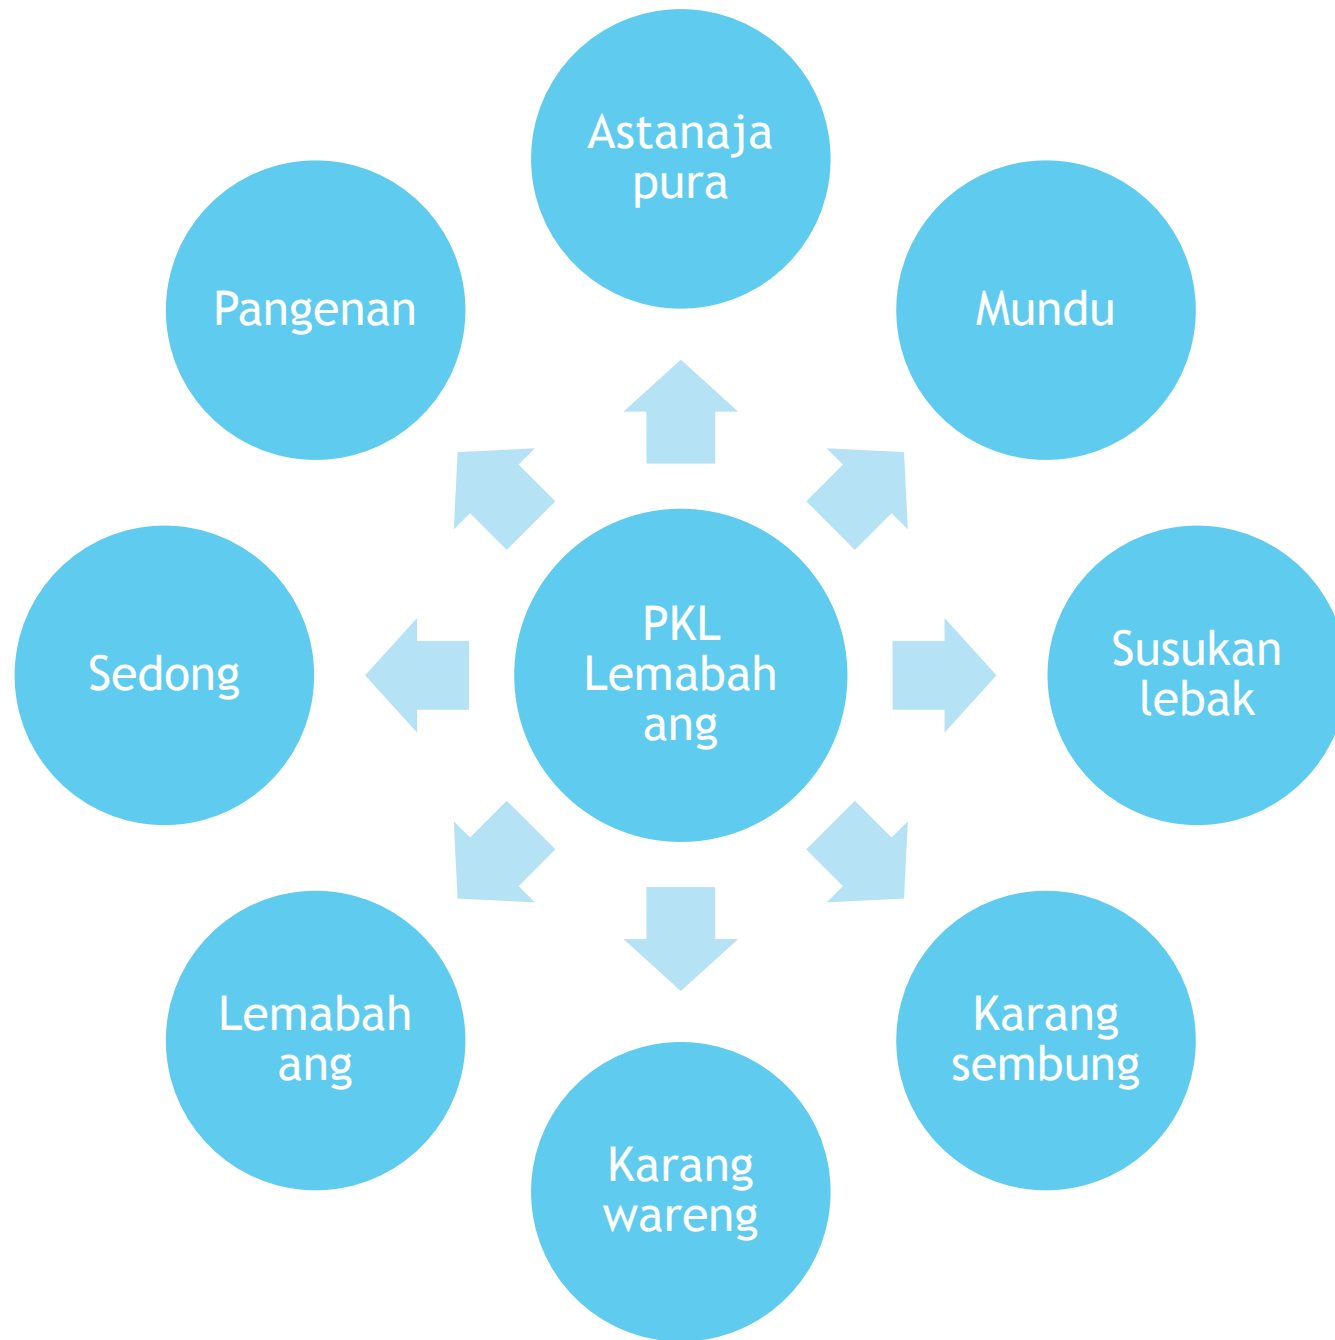 Astanaja
pura
Mundu
Susukan
lebak
Karang
sembung
Karang
wareng
Lemabah
ang
Sedong
Pangenan
PKL
Lemabah
ang